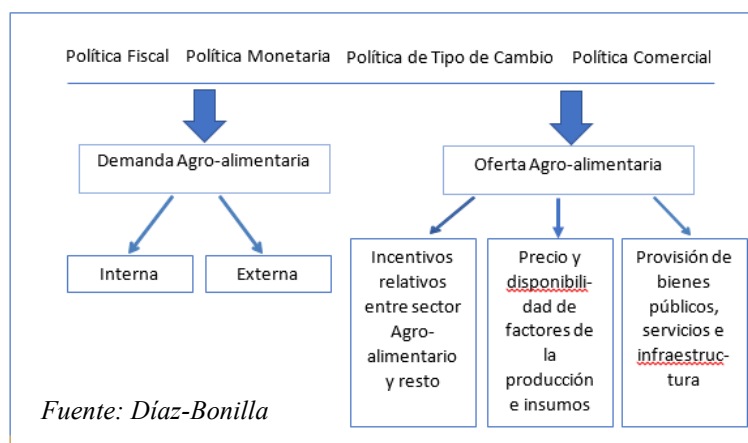 Política Fiscal Política Monetaria Política de Tipo de Cambio Política Comercial
Demanda Agro-alimentaria
Oferta Agro-alimentaria
Interna
Externa
Incentivos
relativos
entre sector
Agro-
alimentario
y resto
Precio y
disponibili-
dad de
factores de
la
producción
e insumos
Provisión de
bienes
públicos,
servicios e
infraestruc-
tura
Fuente: Díaz-Bonilla